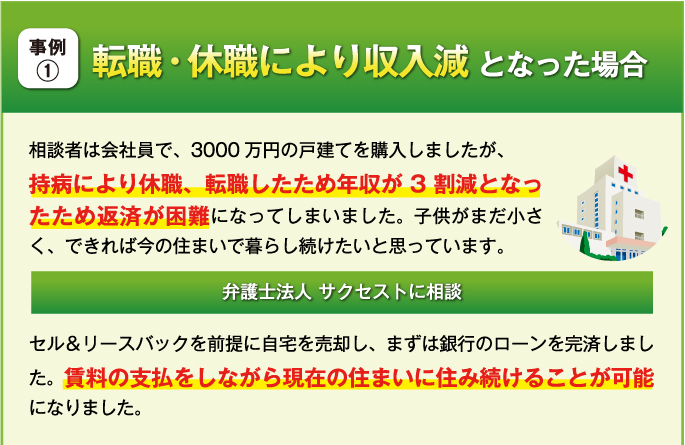 事例
①
転職・休職により収入減 となった場合
相談者は会社員で、3000 万円の戸建てを購入しましたが、
持病により休職、転職したため年収が 3 割減となっ
たため返済が困難になってしまいました。子供がまだ小さ
く、できれば今の住まいで暮らし続けたいと思っています。
弁護士法人 サクセストに相談
セル＆リースバックを前提に自宅を売却し、まずは銀行のローンを完済しまし
た。賃料の支払をしながら現在の住まいに住み続けることが可能
になりました。